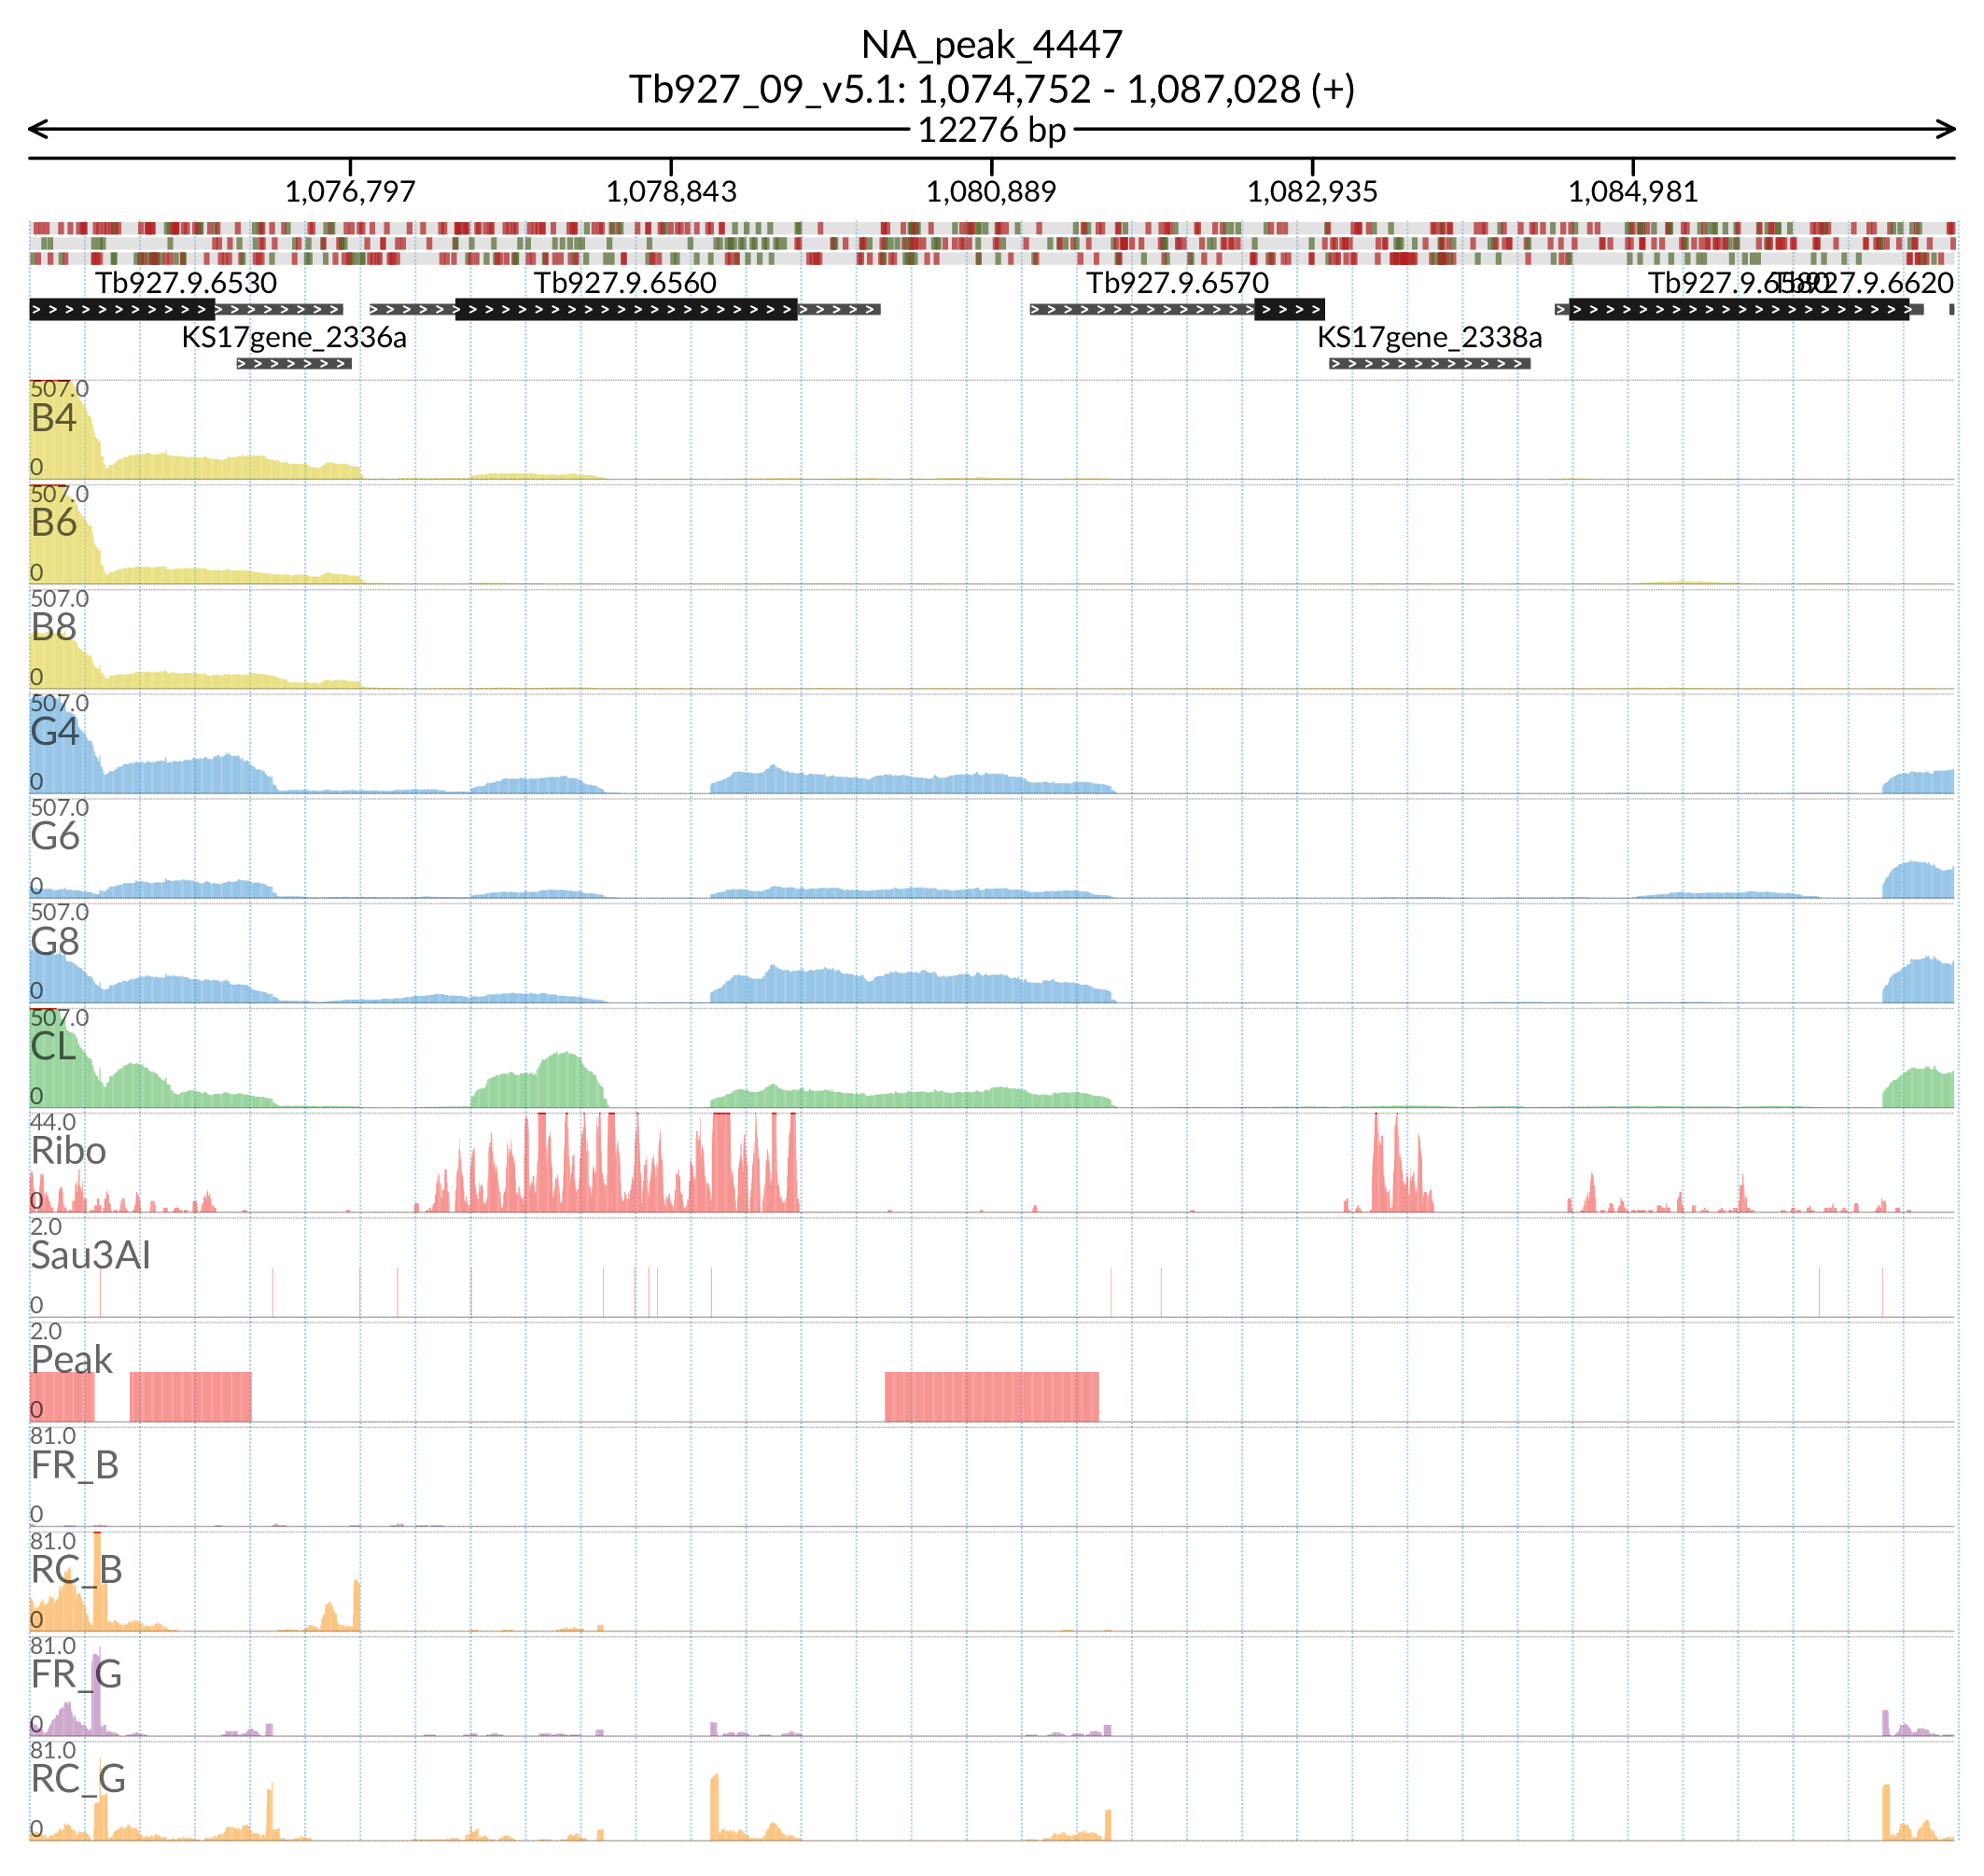 NA_peak_4447
Tb927_09_v5.1: 1,074,752 - 1,087,028 (+)
12276 bp
1,076,797 1,078,843 1,080,889 1,082,935 1,084,981
Tb927.9.6530 Tb927.9.6560 Tb927.9.6570 Tb927.9.6580 Tb927.9.6620
KS17gene_2336a KS17gene_2338a
507.0
B4
0
507.0
B6
0
507.0
B8
0
507.0
G4
0
507.0
G6
0
507.0
G8
0
507.0
CL
0
44.0
Ribo
0
2.0
Sau3AI
0
2.0
Peak
0
81.0
FR_B
0
81.0
RC_B
0
81.0
FR_G
0
81.0
RC_G
0